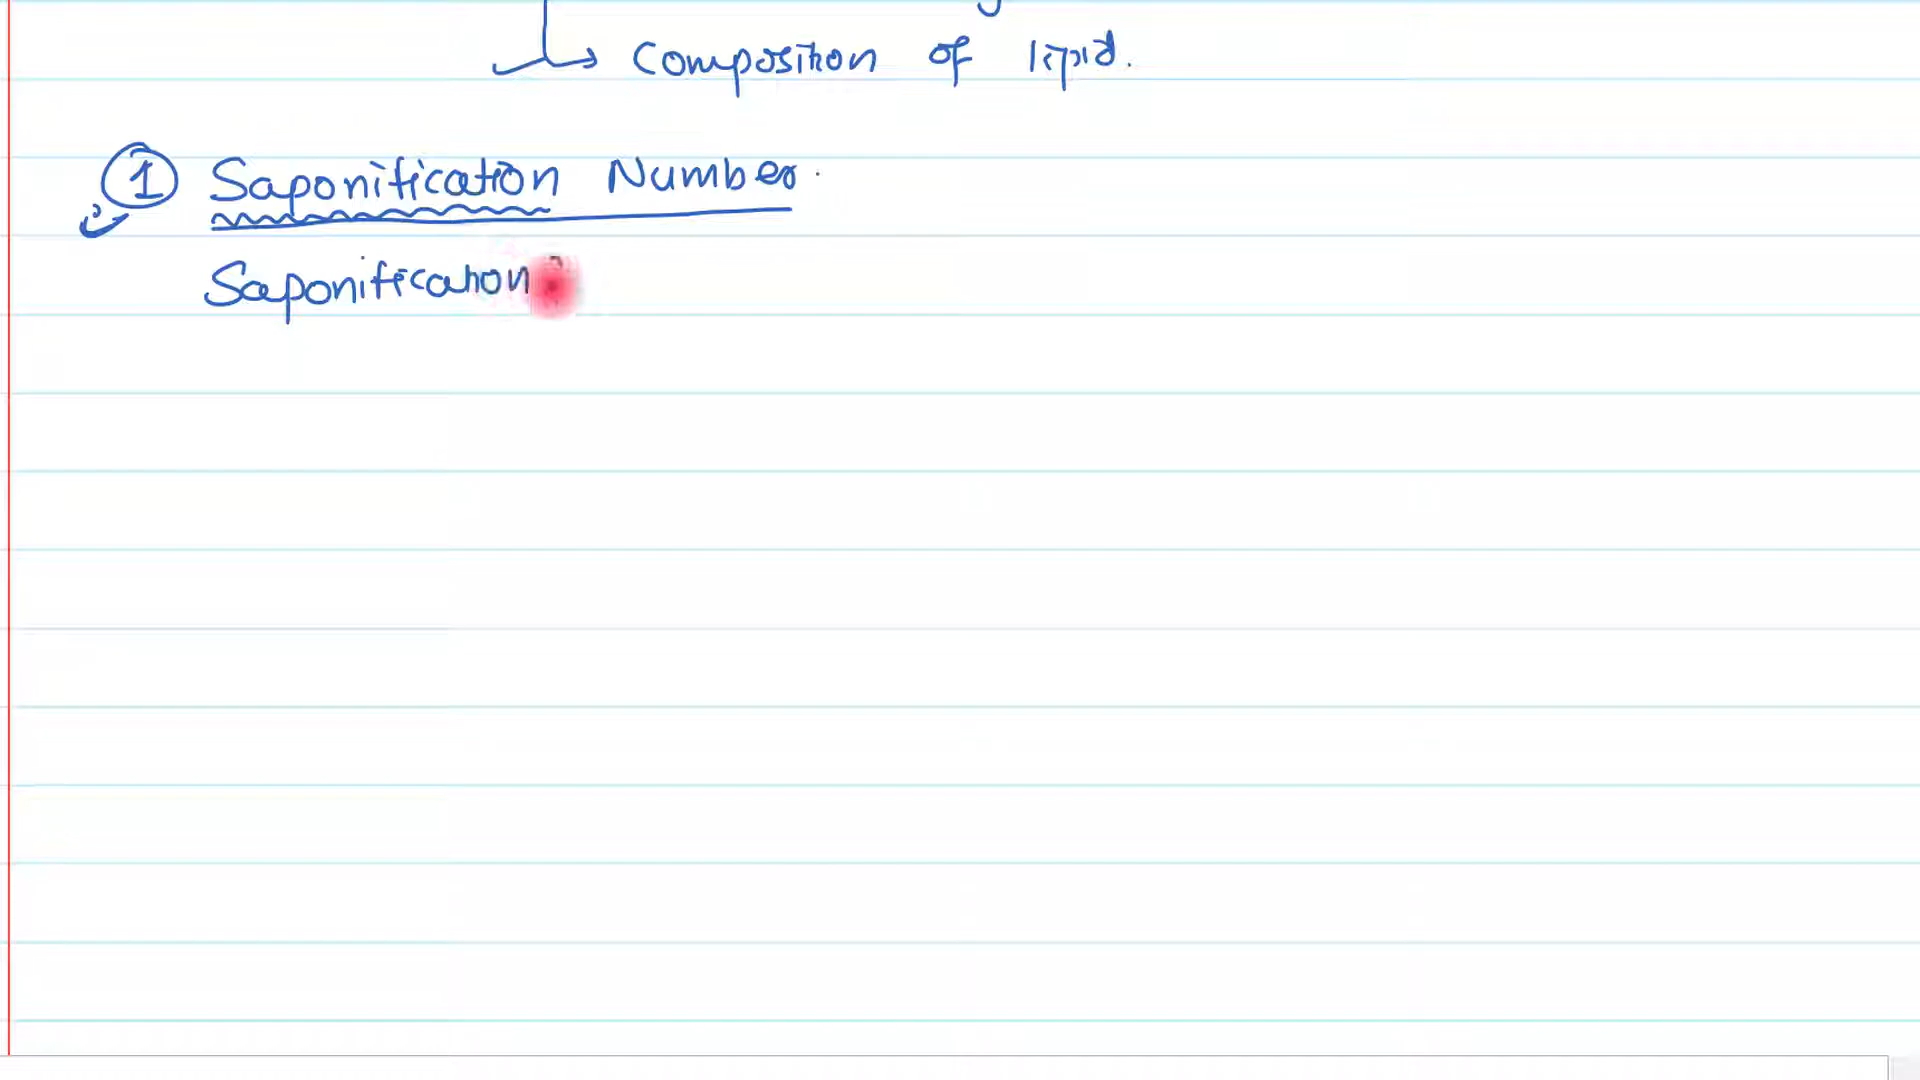 Composition of lipid.
① Saponification Number.
Saponification